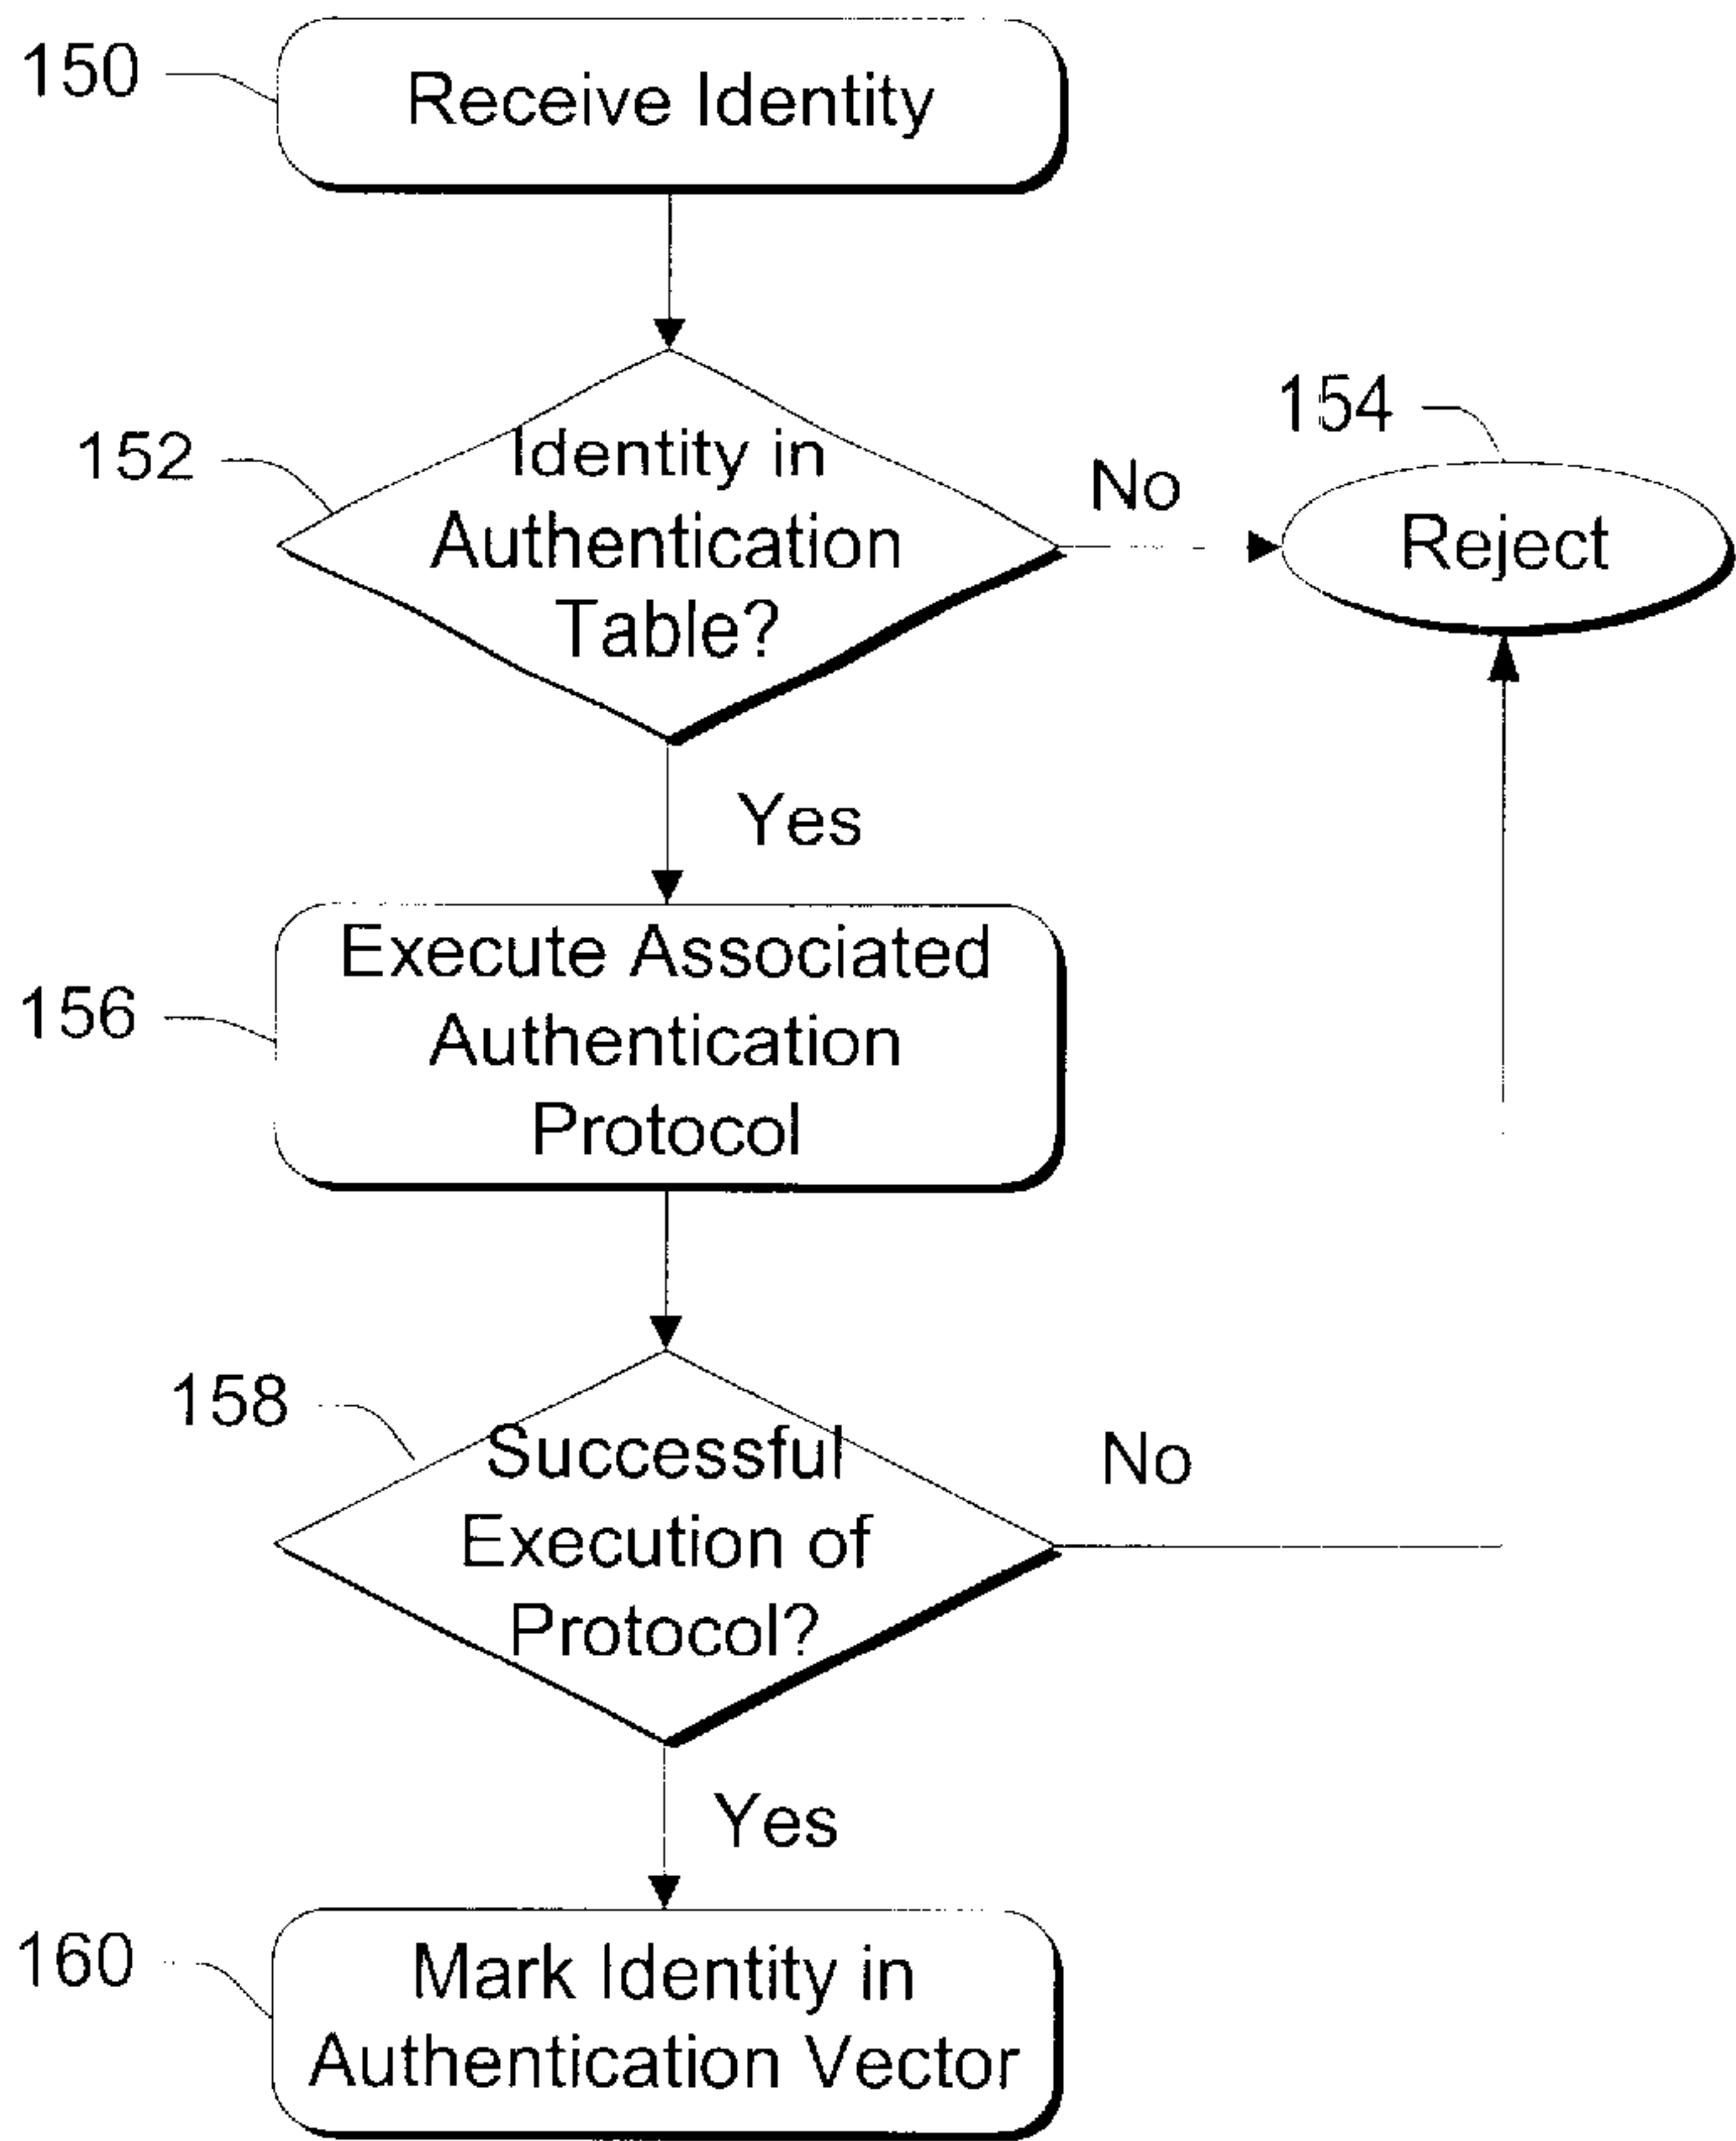 150
Receive Identity
152
Identity in
Authentication
Table?
No
154
Reject
Yes
156
Execute Associated
Authentication
Protocol
158
Successful
Execution of
Protocol?
No
Yes
160
Mark Identity in
Authentication Vector